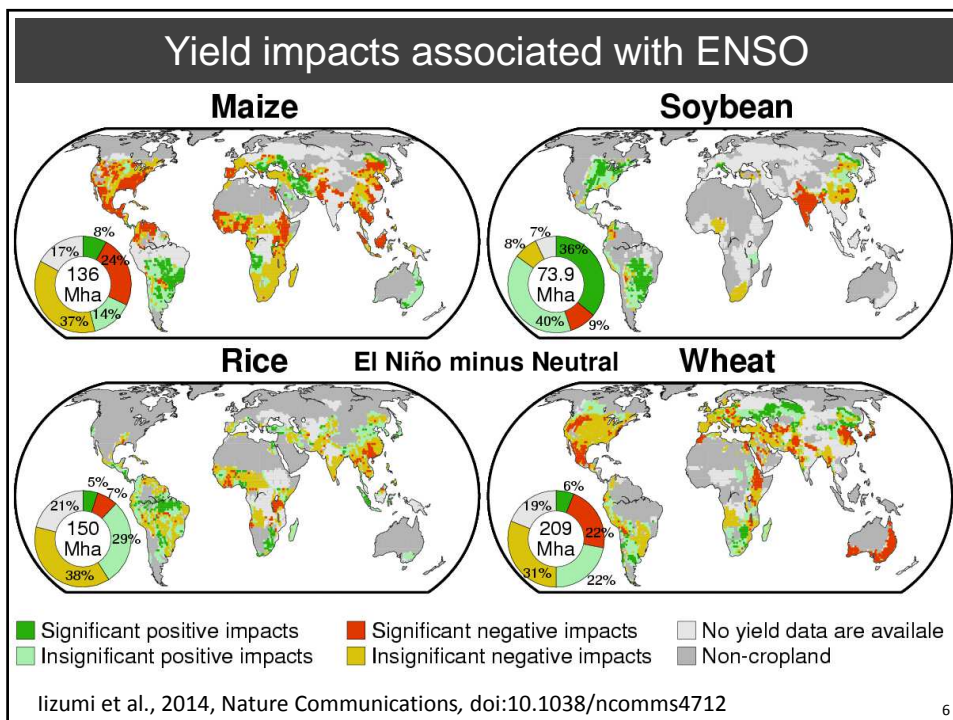 Yield impacts associated with ENSO
Maize
Soybean
8%
17%
24%
136
Mha
14%
37%
7%
8%
36%
73.9
Mha
40%
9%
Rice
El Niño minus Neutral
Wheat
5%
7%
21%
150
Mha
29%
38%
6%
19%
22%
209
Mha
31%
22%
Significant positive impacts
Significant negative impacts
No yield data are availale
Insignificant positive impacts
Insignificant negative impacts
Non-cropland
Iizumi et al., 2014, Nature Communications, doi:10.1038/ncomms4712
6